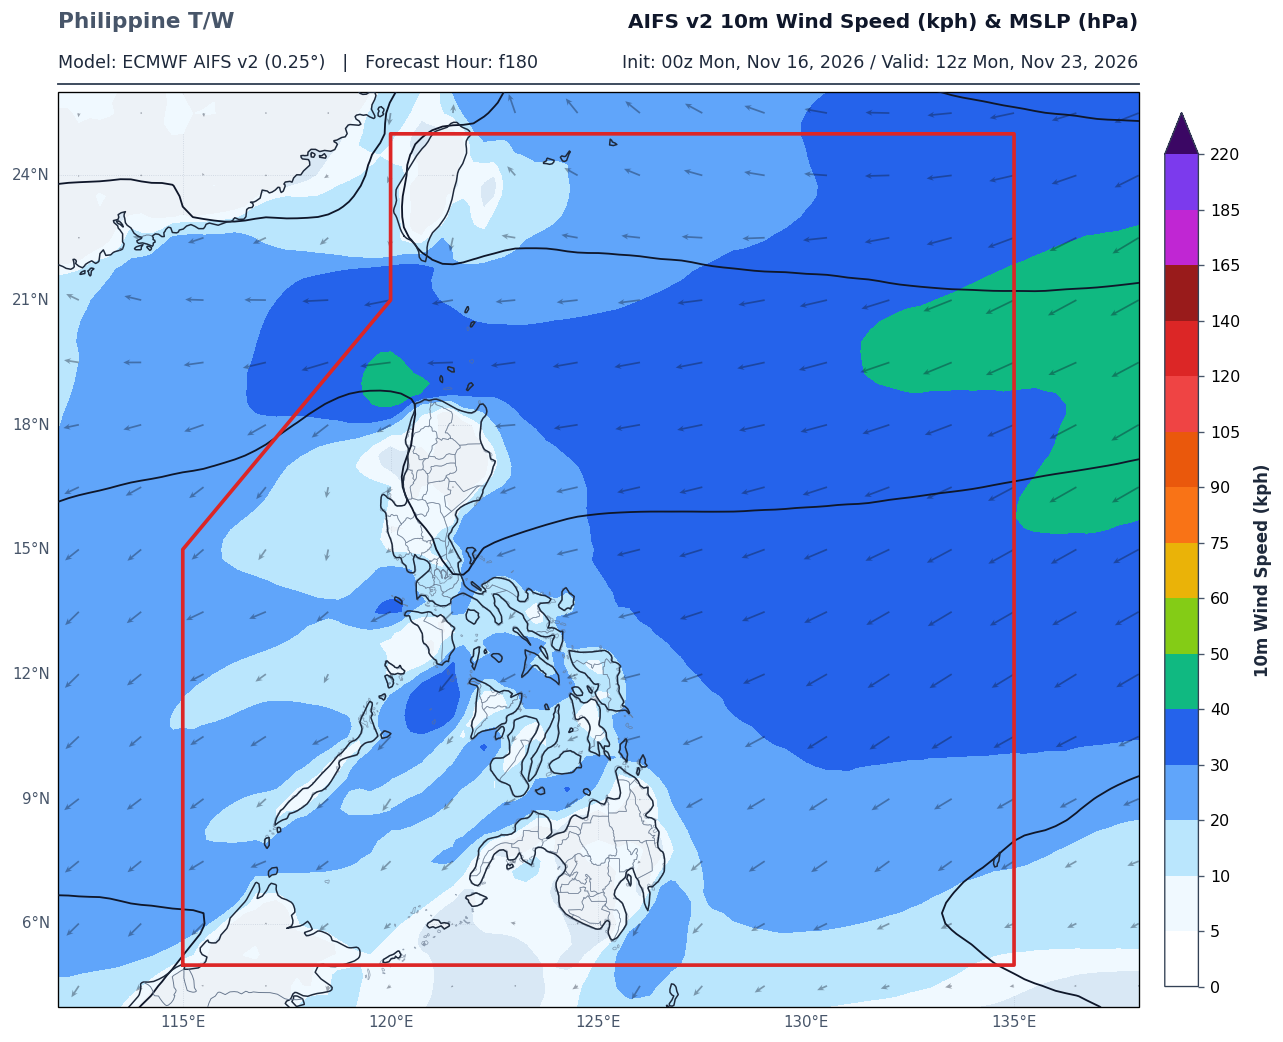 Philippine T/W
AIFS v2 10m Wind Speed (kph) & MSLP (hPa)
Model: ECMWF AIFS v2 (0.25°) | Forecast Hour: f180
Init: 00z Mon, Nov 16, 2026 / Valid: 12z Mon, Nov 23, 2026
24°N
21°N
18°N
15°N
12°N
9°N
6°N
115°E
120°E
125°E
130°E
135°E
220
185
165
140
120
105
90
75
60
50
40
30
20
10
5
0
10m Wind Speed (kph)